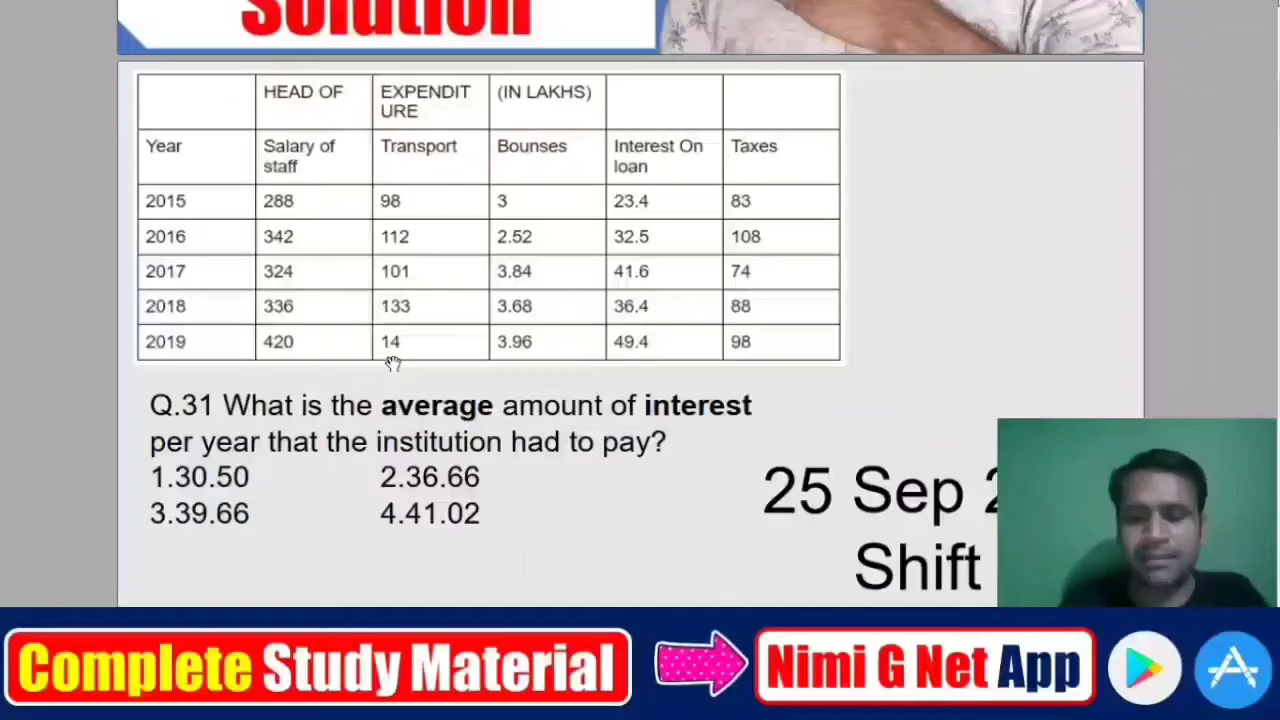 Solution
HEAD OF EXPENDIT (IN LAKHS)
URE
Year Salary of Transport Bounses Interest On Taxes
staff loan
2015 288 98 3 23.4 83
2016 342 112 2.52 32.5 108
2017 324 101 3.84 41.6 74
2018 336 133 3.68 36.4 88
2019 420 14 3.96 49.4 98
Q.31 What is the average amount of interest
per year that the institution had to pay?
1.30.50 2.36.66
3.39.66 4.41.02
25 Sep 2
Shift
Complete Study Material Nimi G Net App